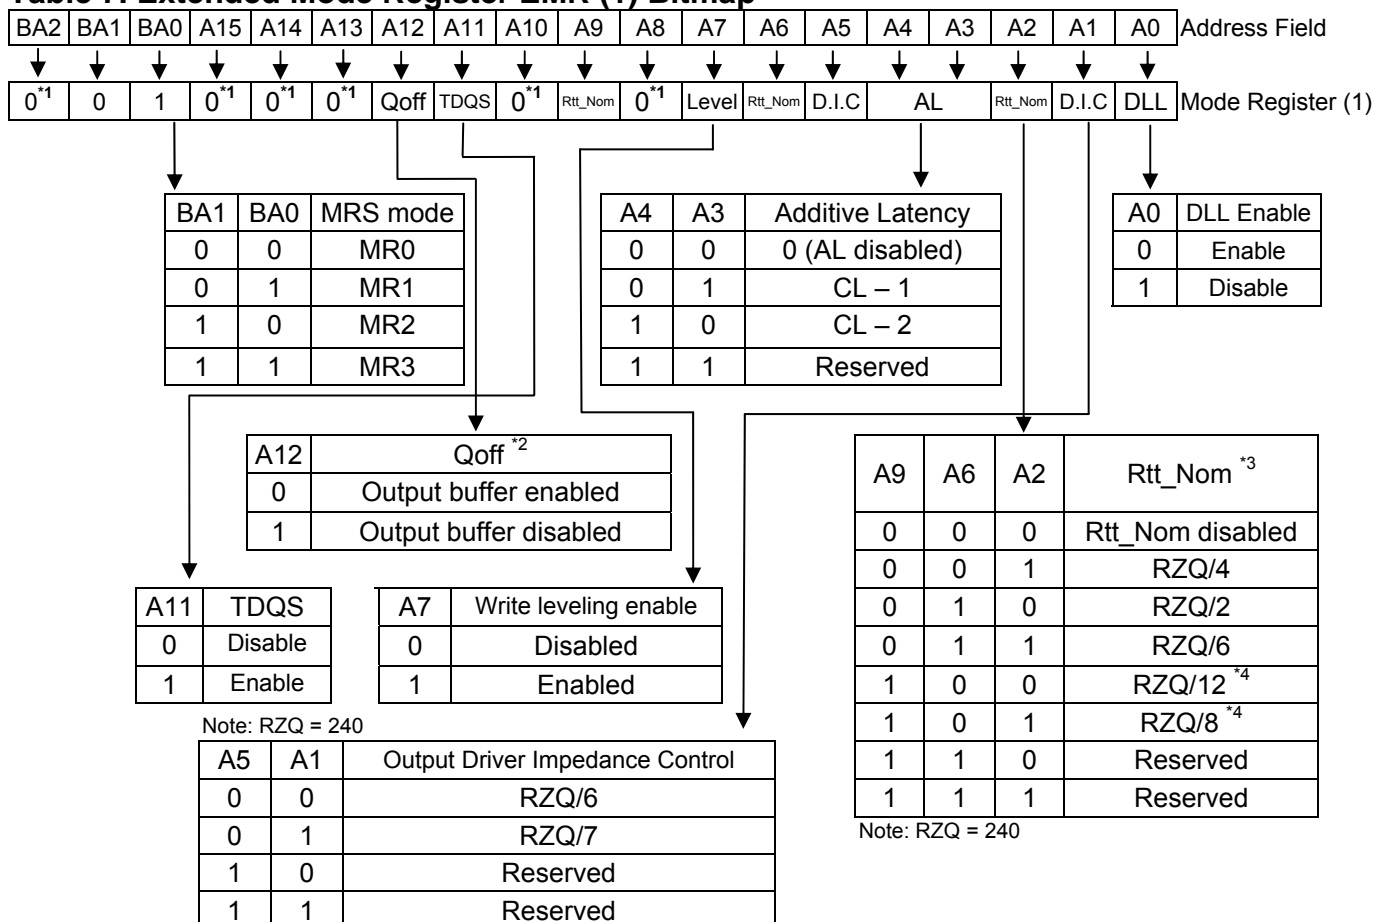 Table 7. Extended Mode Register EMR (1) Bitmap
BA2 BA1 BA0 A15 A14 A13 A12 A11 A10 A9 A8 A7 A6 A5 A4 A3 A2 A1 A0 Address Field
0*1 0 1 0*1 0*1 0*1 Qoff TDQS 0*1 Rtt_Nom 0*1 Level Rtt_Nom D.I.C AL Rtt_Nom D.I.C DLL Mode Register (1)
BA1 BA0 MRS mode
0 0 MR0
0 1 MR1
1 0 MR2
1 1 MR3
A4 A3 Additive Latency
0 0 0 (AL disabled)
0 1 CL – 1
1 0 CL – 2
1 1 Reserved
A0 DLL Enable
0 Enable
1 Disable
A12 Qoff *2
0 Output buffer enabled
1 Output buffer disabled
A9 A6 A2 Rtt_Nom *3
0 0 0 Rtt_Nom disabled
0 0 1 RZQ/4
0 1 0 RZQ/2
0 1 1 RZQ/6
1 0 0 RZQ/12 *4
1 0 1 RZQ/8 *4
1 1 0 Reserved
1 1 1 Reserved
Note: RZQ = 240
A11 TDQS
0 Disable
1 Enable
A7 Write leveling enable
0 Disabled
1 Enabled
Note: RZQ = 240
A5 A1 Output Driver Impedance Control
0 0 RZQ/6
0 1 RZQ/7
1 0 Reserved
1 1 Reserved